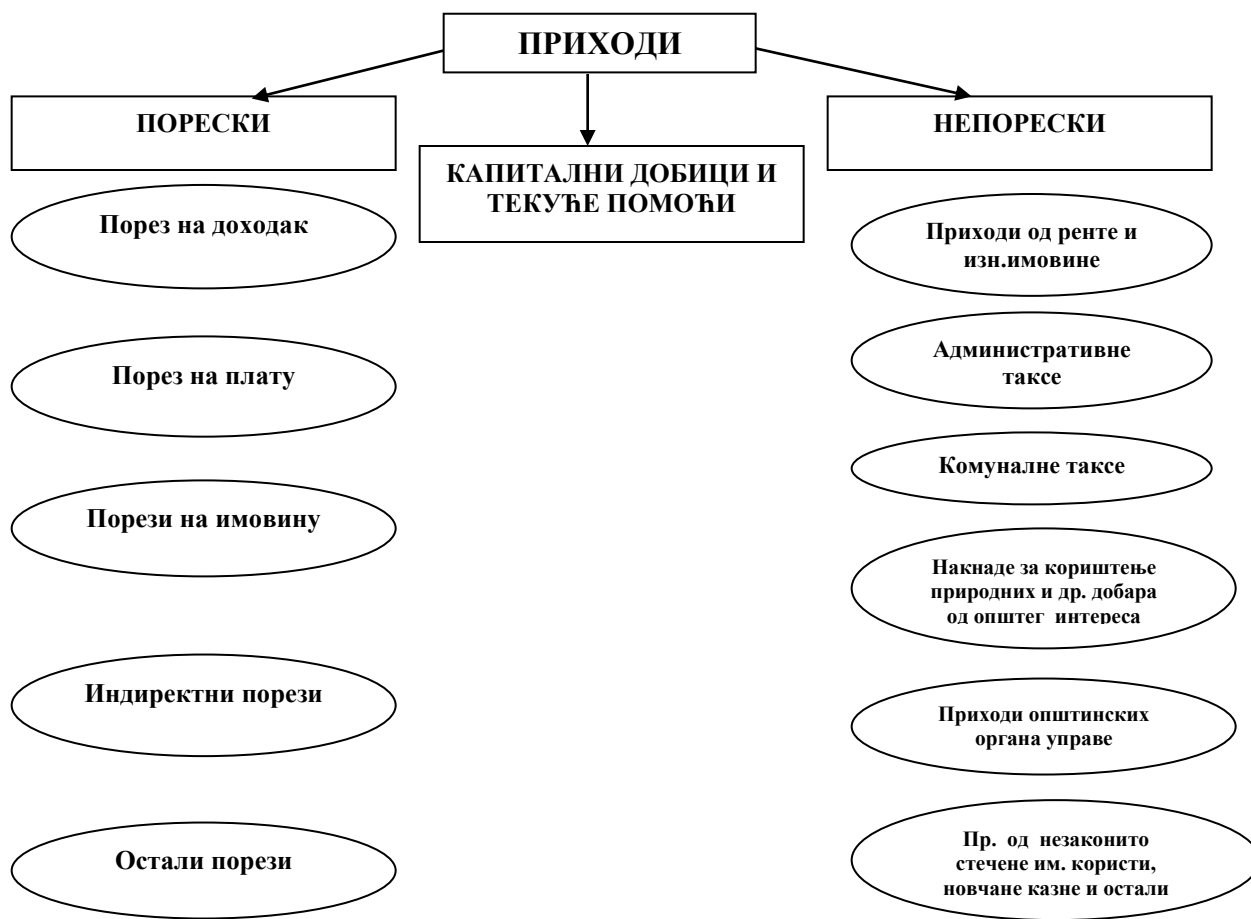 ПРИХОДИ
ПОРЕСКИ
КАПИТАЛНИ ДОБИЦИ И
ТЕКУЋЕ ПОМОЋИ
НЕПОРЕСКИ
Порез на доходак
Порез на плату
Порези на имовину
Индиректни порези
Остали порези
Приходи од ренте и
изн.имовине
Административне
таксе
Комуналне таксе
Накнаде за кориштење
природних и др. добара
од општег интереса
Приходи општинских
органа управе
Пр. од незаконито
стечене им. користи,
новчане казне и остали